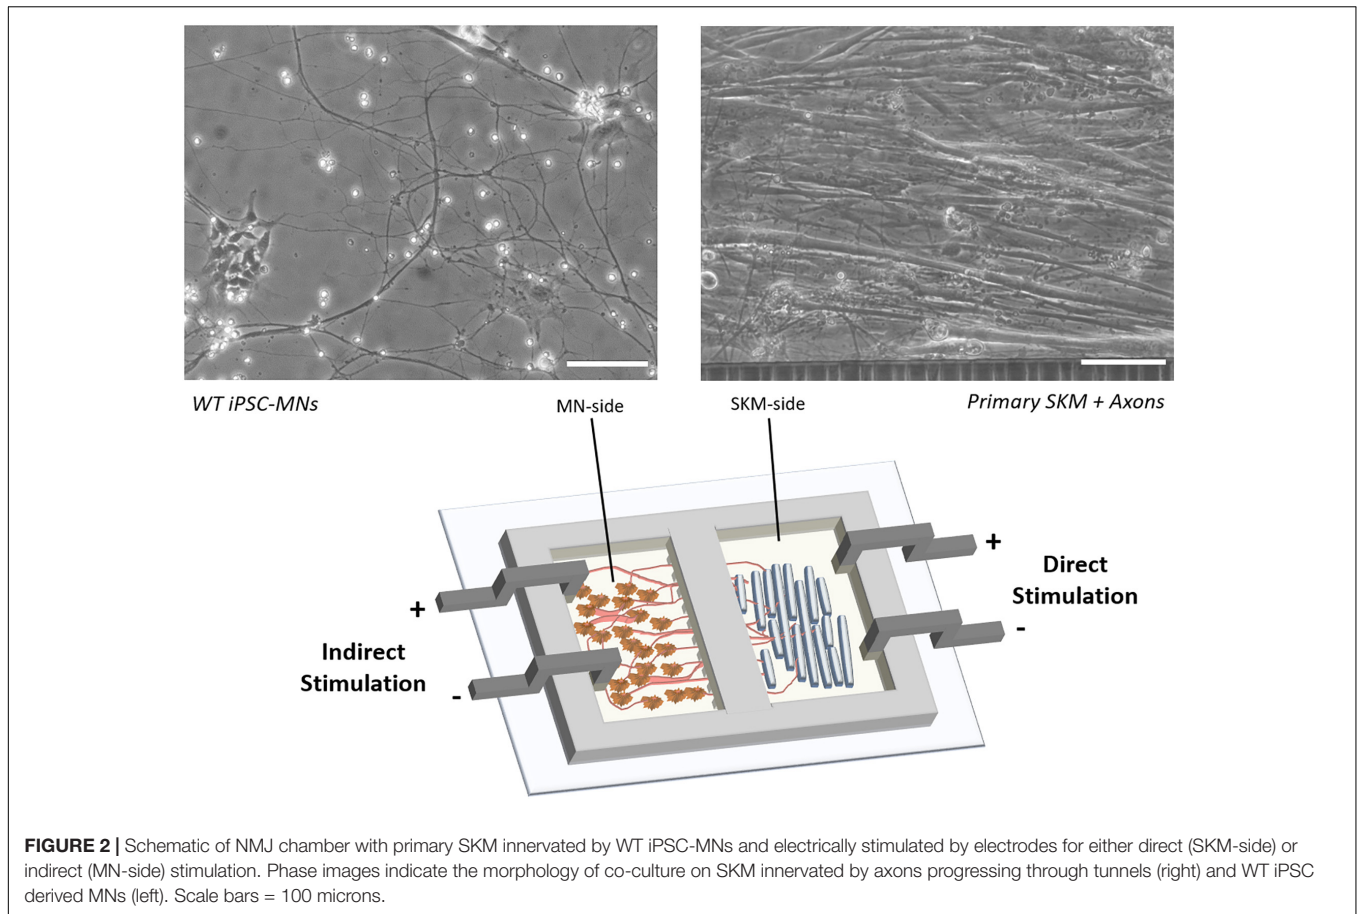 WT iPSC-MNs
MN-side
SKM-side
Primary SKM + Axons
+
Direct
Stimulation
-
+
Indirect
Stimulation
-
FIGURE 2 | Schematic of NMJ chamber with primary SKM innervated by WT iPSC-MNs and electrically stimulated by electrodes for either direct (SKM-side) or
indirect (MN-side) stimulation. Phase images indicate the morphology of co-culture on SKM innervated by axons progressing through tunnels (right) and WT iPSC
derived MNs (left). Scale bars = 100 microns.